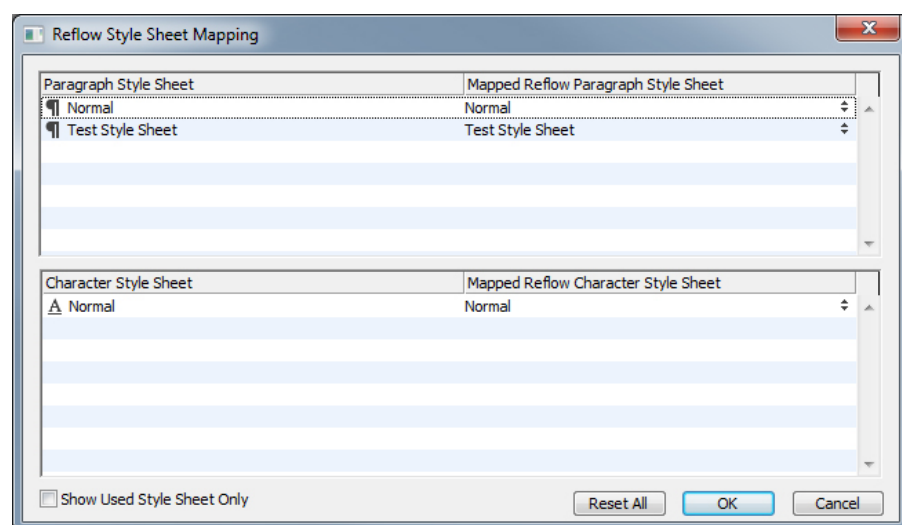 Reflow Style Sheet Mapping
Paragraph Style Sheet Mapped Reflow Paragraph Style Sheet
¶ Normal Normal
¶ Test Style Sheet Test Style Sheet
Character Style Sheet Mapped Reflow Character Style Sheet
A Normal Normal
Show Used Style Sheet Only Reset All OK Cancel